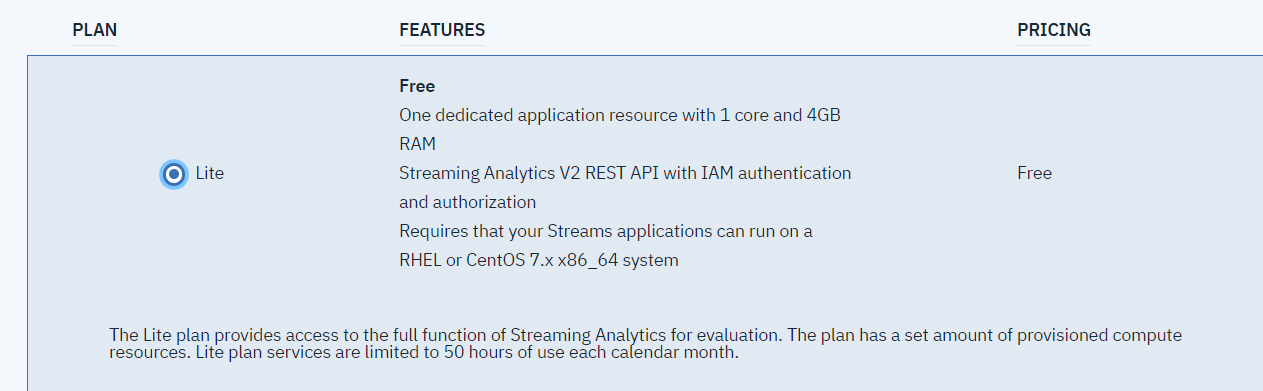 PLAN FEATURES PRICING
Free
One dedicated application resource with 1 core and 4GB
RAM
Lite Streaming Analytics V2 REST API with IAM authentication Free
and authorization
Requires that your Streams applications can run on a
RHEL or CentOS 7.x x86_64 system
The Lite plan provides access to the full function of Streaming Analytics for evaluation. The plan has a set amount of provisioned compute
resources. Lite plan services are limited to 50 hours of use each calendar month.